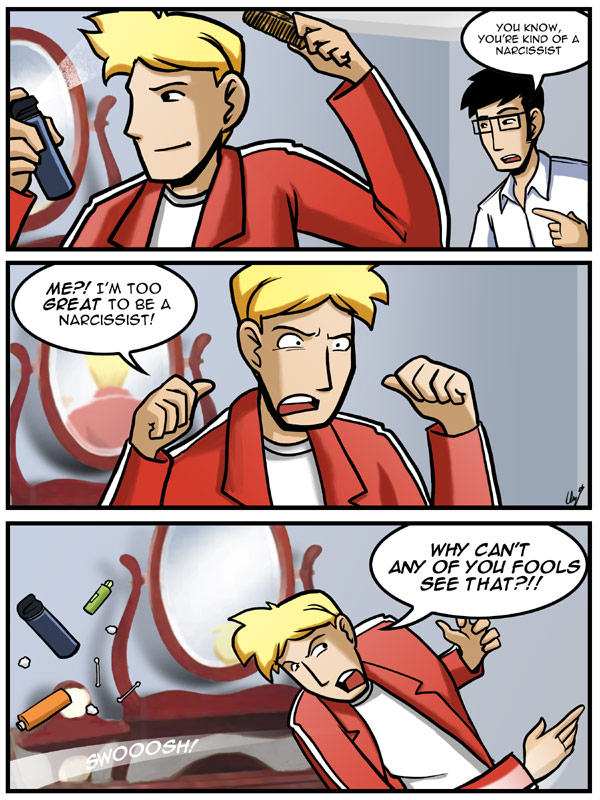 YOU KNOW,
YOU'RE KIND OF A
NARCISSIST
ME?! I'M TOO
GREAT TO BE A
NARCISSIST!
WHY CAN'T
ANY OF YOU FOOLS
SEE THAT?!!
SWOOOSH!